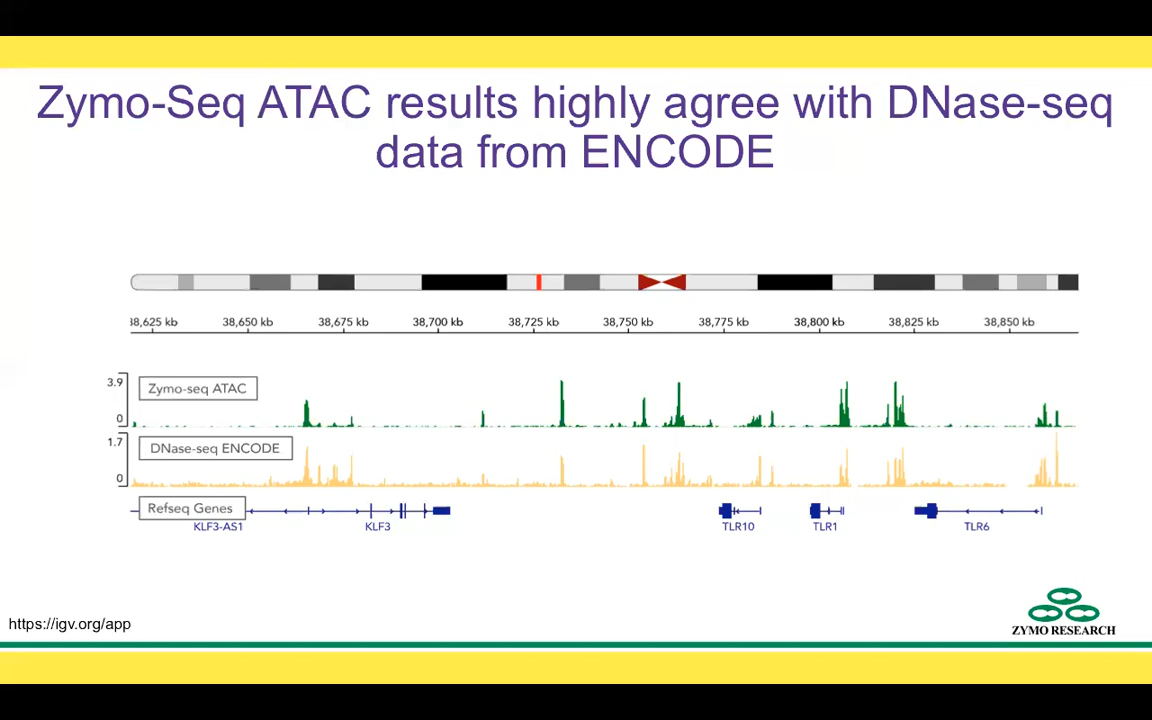 Zymo-Seq ATAC results highly agree with DNase-seq
data from ENCODE
38,625 kb 38,650 kb 38,675 kb 38,700 kb 38,725 kb 38,750 kb 38,775 kb 38,800 kb 38,825 kb 38,850 kb
3.9
Zymo-seq ATAC
0
1.7
DNase-seq ENCODE
0
Refseq Genes
KLF3-AS1 KLF3 TLR10 TLR1 TLR6
https://igv.org/app
ZYMO RESEARCH